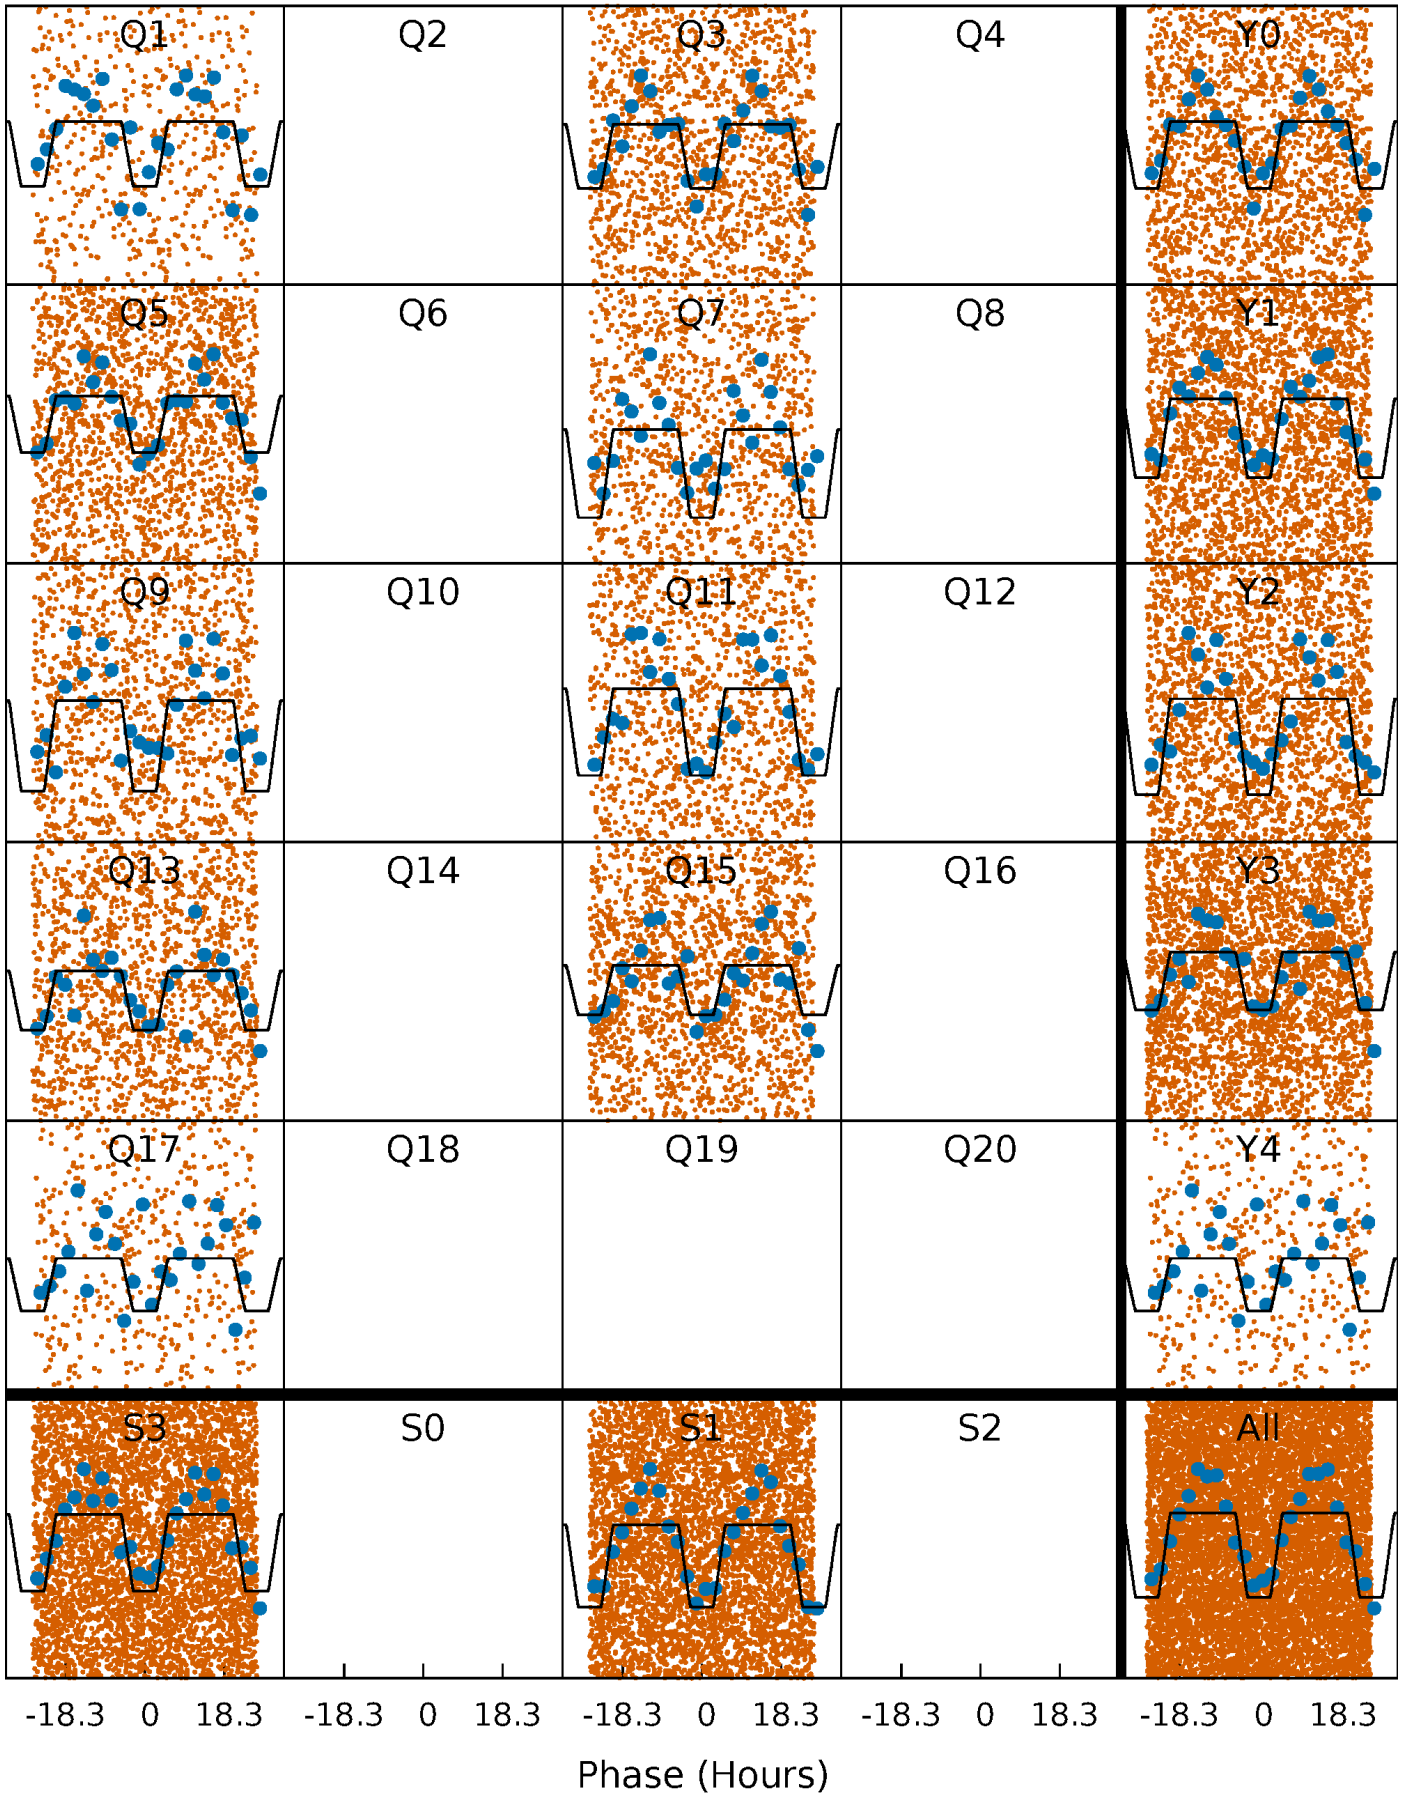 Q1 Q2 Q3 Q4 Y0
Q5 Q6 Q7 Q8 Y1
Q9 Q10 Q11 Q12 Y2
Q13 Q14 Q15 Q16 Y3
Q17 Q18 Q19 Q20 Y4
S3 S0 S1 S2 All
-18.3 0 18.3 -18.3 0 18.3 -18.3 0 18.3 -18.3 0 18.3 -18.3 0 18.3
Phase (Hours)